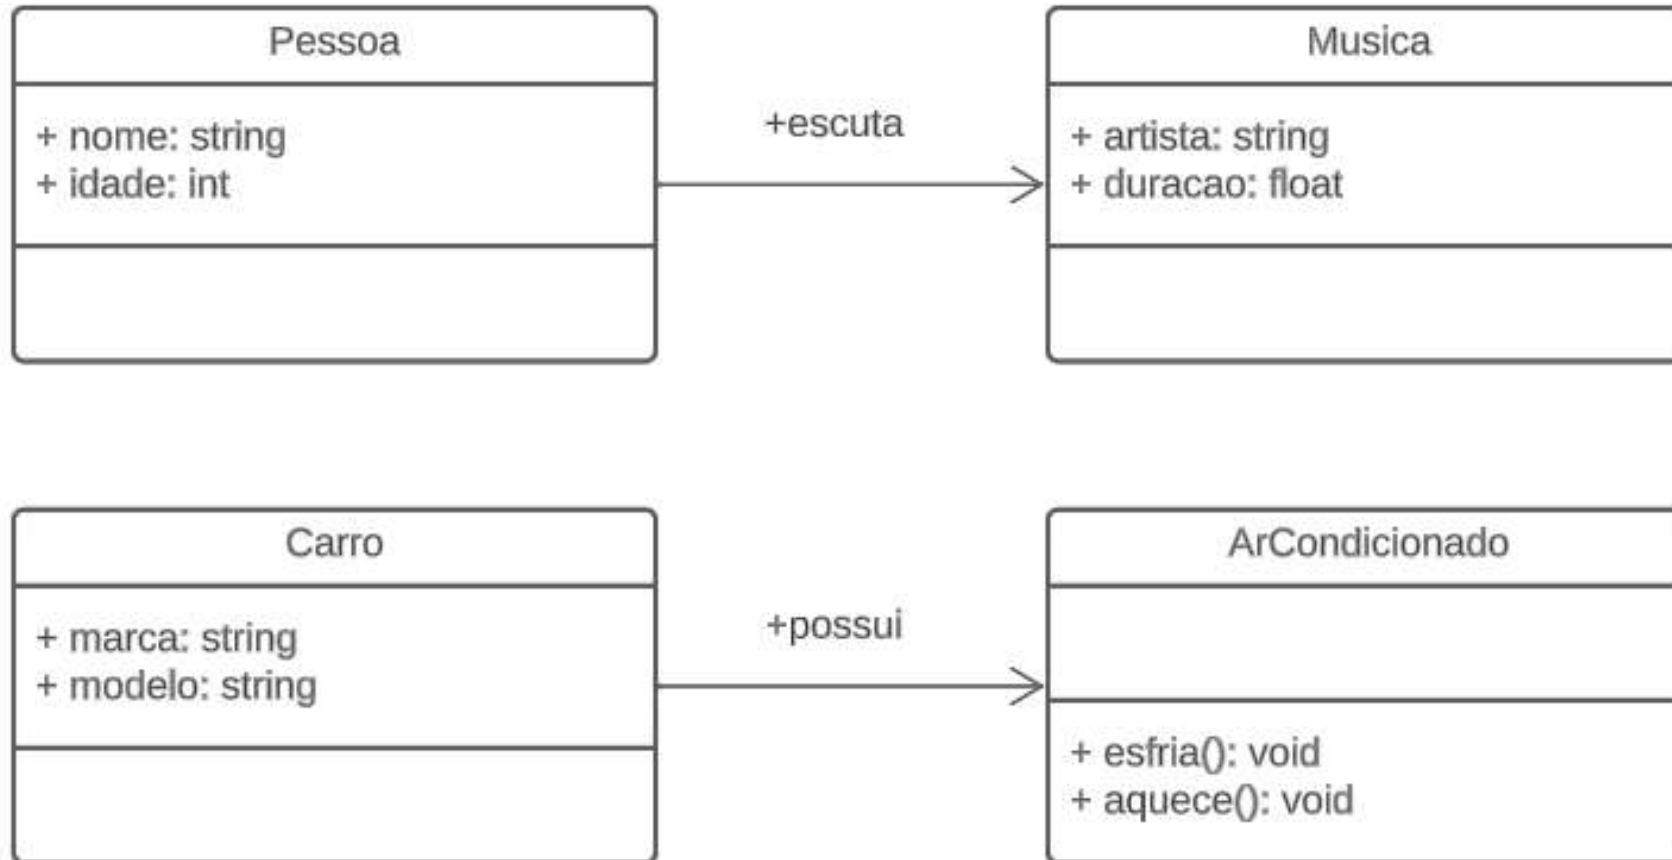 Pessoa
+ nome: string
+ idade: int
+escuta
Musica
+ artista: string
+ duracao: float
Carro
+ marca: string
+ modelo: string
+possui
ArCondicionado
+ esfria(): void
+ aquece(): void